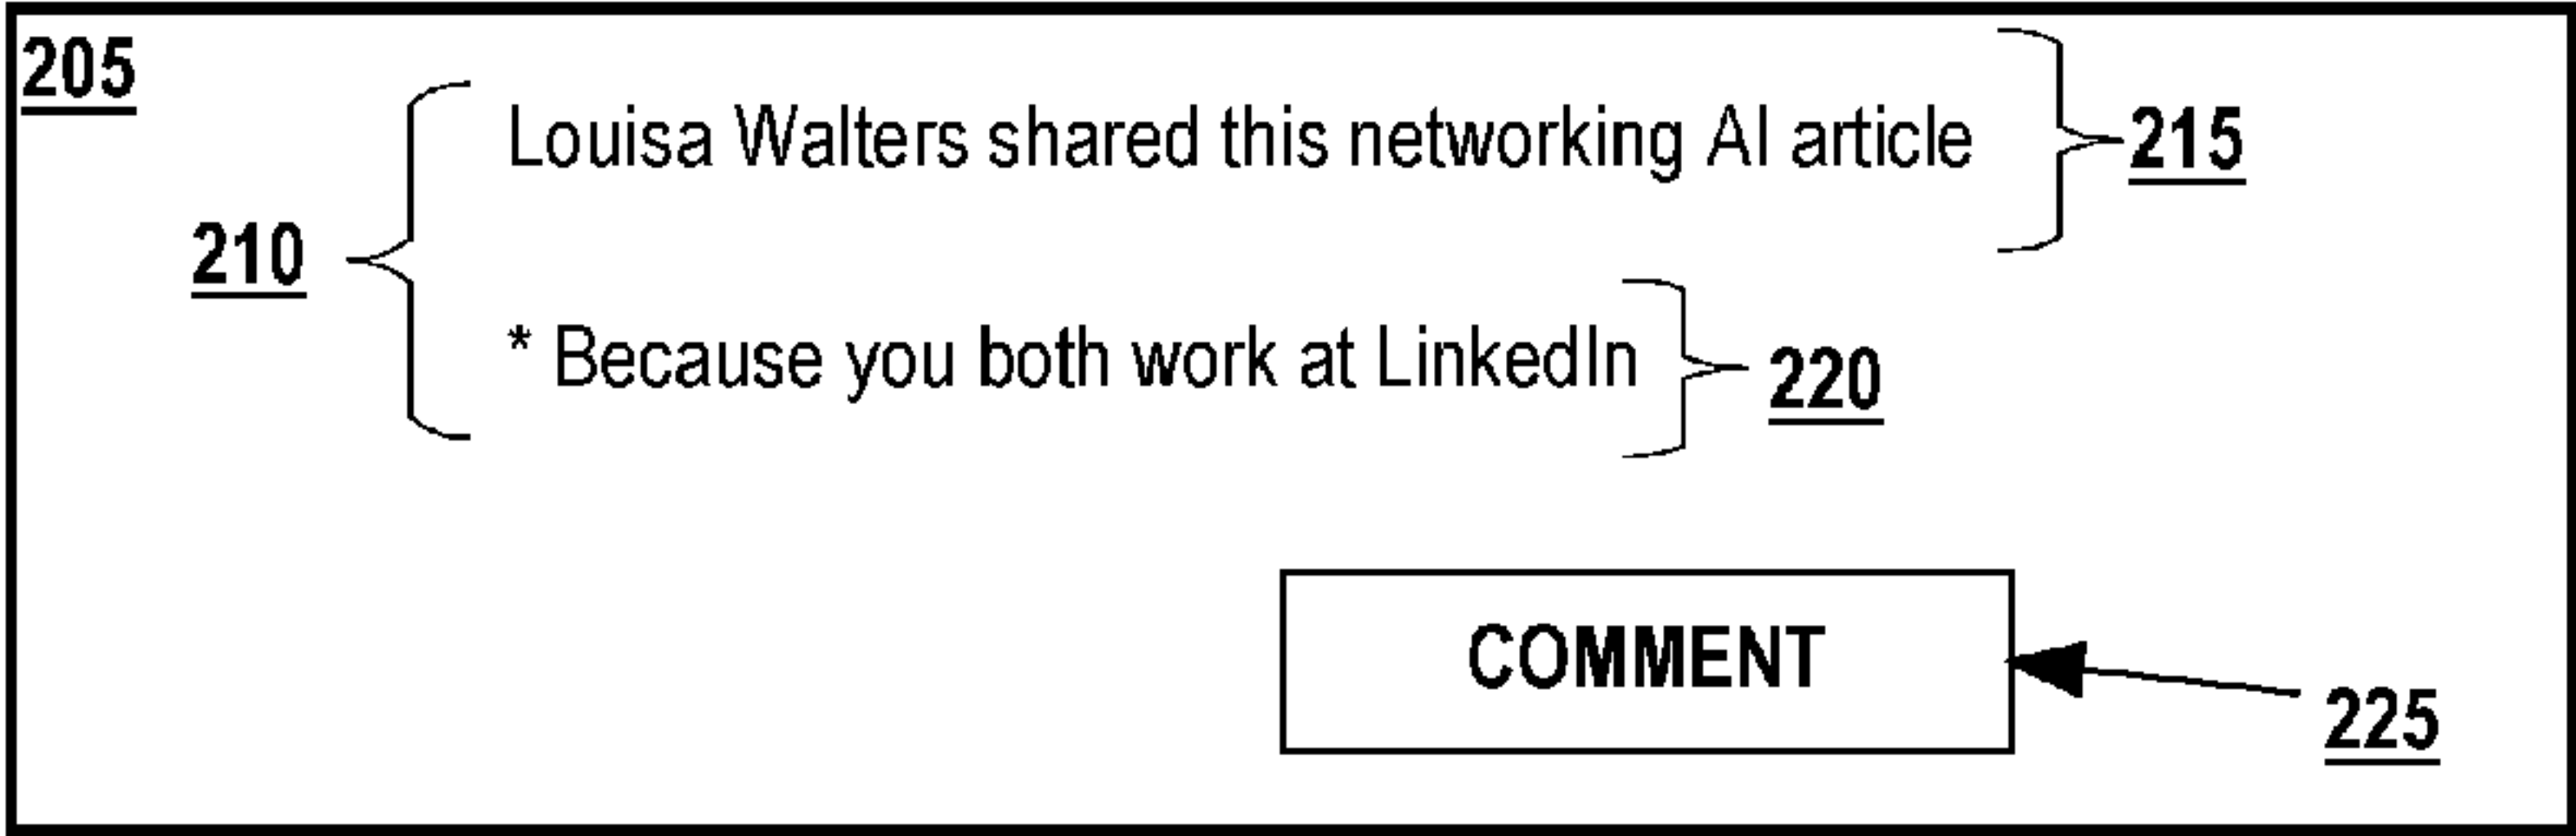 205
Louisa Walters shared this networking AI article
215
210
* Because you both work at LinkedIn
220
COMMENT
225